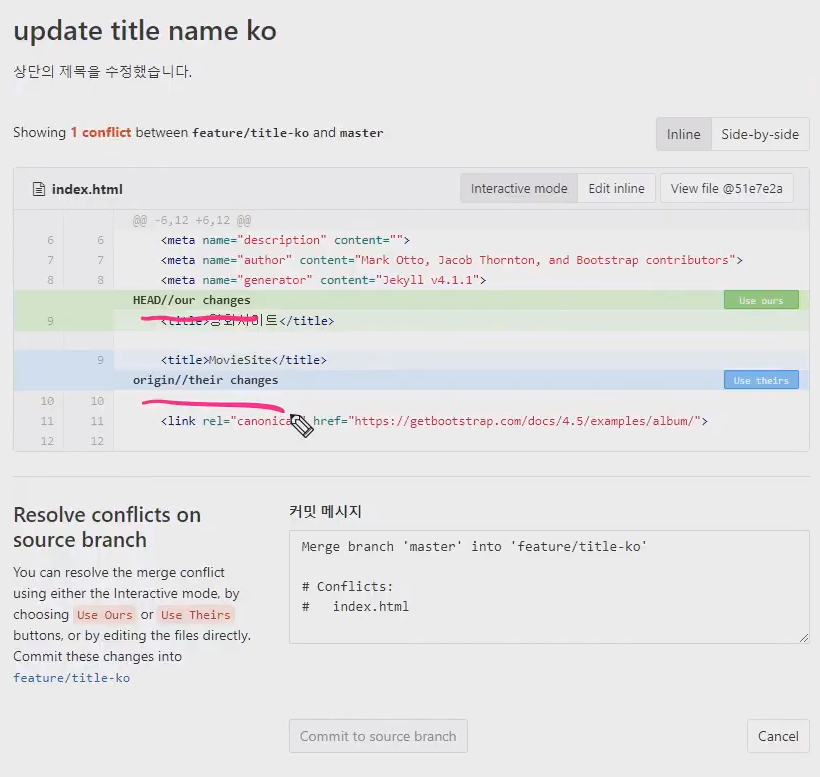 update title name ko
상단의 제목을 수정했습니다.
Showing 1 conflict between feature/title-ko and master
Inline Side-by-side
index.html Interactive mode Edit inline View file @51e7e2a
@@ -6,12 +6,12 @@
6 6 <meta name="description" content="">
7 7 <meta name="author" content="Mark Otto, Jacob Thornton, and Bootstrap contributors">
8 8 <meta name="generator" content="Jekyll v4.1.1">
HEAD//our changes Use ours
9 <title>영화사이트</title>
9 <title>MovieSite</title>
origin//their changes Use theirs
10 10
11 11 <link rel="canonica href="https://getbootstrap.com/docs/4.5/examples/album/">
12 12
Resolve conflicts on
source branch
You can resolve the merge conflict
using either the Interactive mode, by
choosing Use Ours or Use Theirs
buttons, or by editing the files directly.
Commit these changes into
feature/title-ko
커밋 메시지
Merge branch 'master' into 'feature/title-ko'
# Conflicts:
# index.html
Commit to source branch Cancel